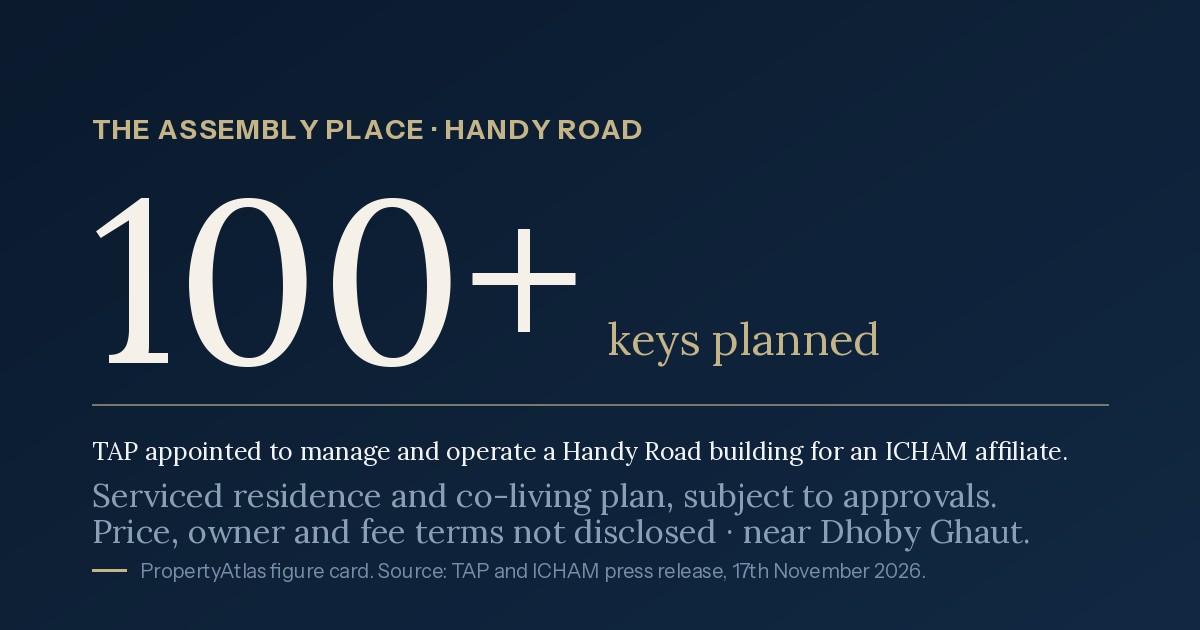 THE ASSEMBLY PLACE · HANDY ROAD
100+ keys planned
TAP appointed to manage and operate a Handy Road building for an ICHAM affiliate.
Serviced residence and co-living plan, subject to approvals.
Price, owner and fee terms not disclosed · near Dhoby Ghaut.
PropertyAtlas figure card. Source: TAP and ICHAM press release, 17th November 2026.